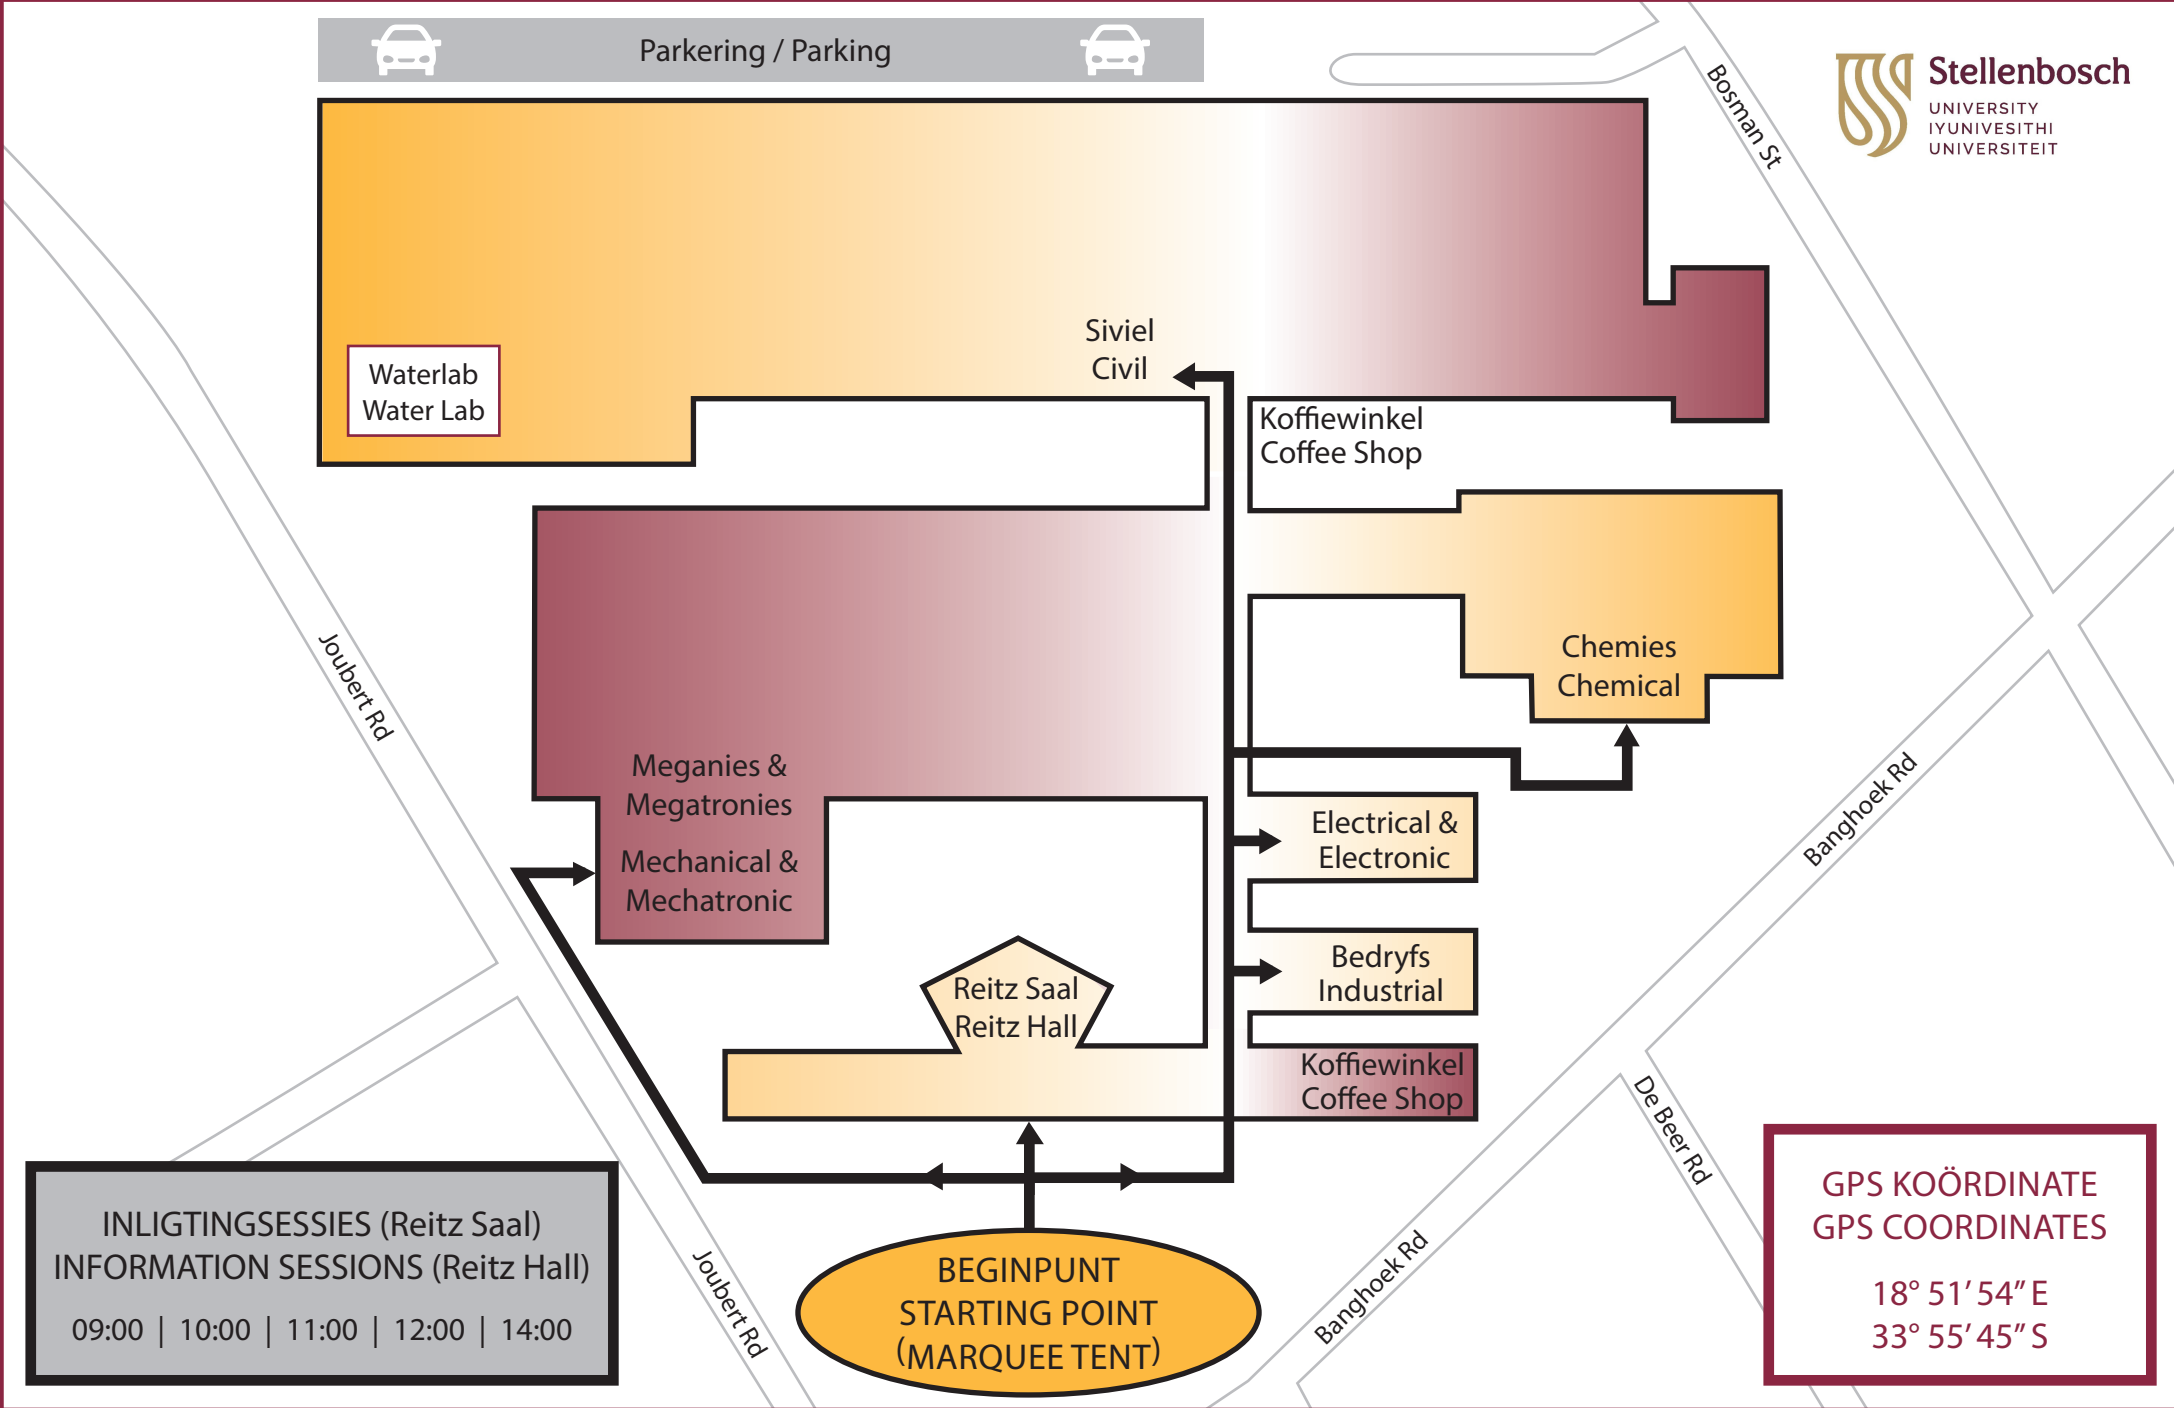 Parkering / Parking
Stellenbosch
UNIVERSITY
IYUNIVESITHI
UNIVERSITEIT
Bosman St
Siviel
Civil
Waterlab
Water Lab
Koffiewinkel
Coffee Shop
Joubert Rd
Chemies
Chemical
Meganies &
Megatronies
Mechanical &
Mechatronic
Electrical &
Electronic
Banghoek Rd
Bedryfs
Industrial
Reitz Saal
Reitz Hall
Koffiewinkel
Coffee Shop
De Beer Rd
INLIGTINGSESSIES (Reitz Saal)
INFORMATION SESSIONS (Reitz Hall)
09:00 | 10:00 | 11:00 | 12:00 | 14:00
Joubert Rd
BEGINPUNT
STARTING POINT
(MARQUEE TENT)
Banghoek Rd
GPS KOÖRDINATE
GPS COORDINATES
18° 51′ 54″ E
33° 55′ 45″ S